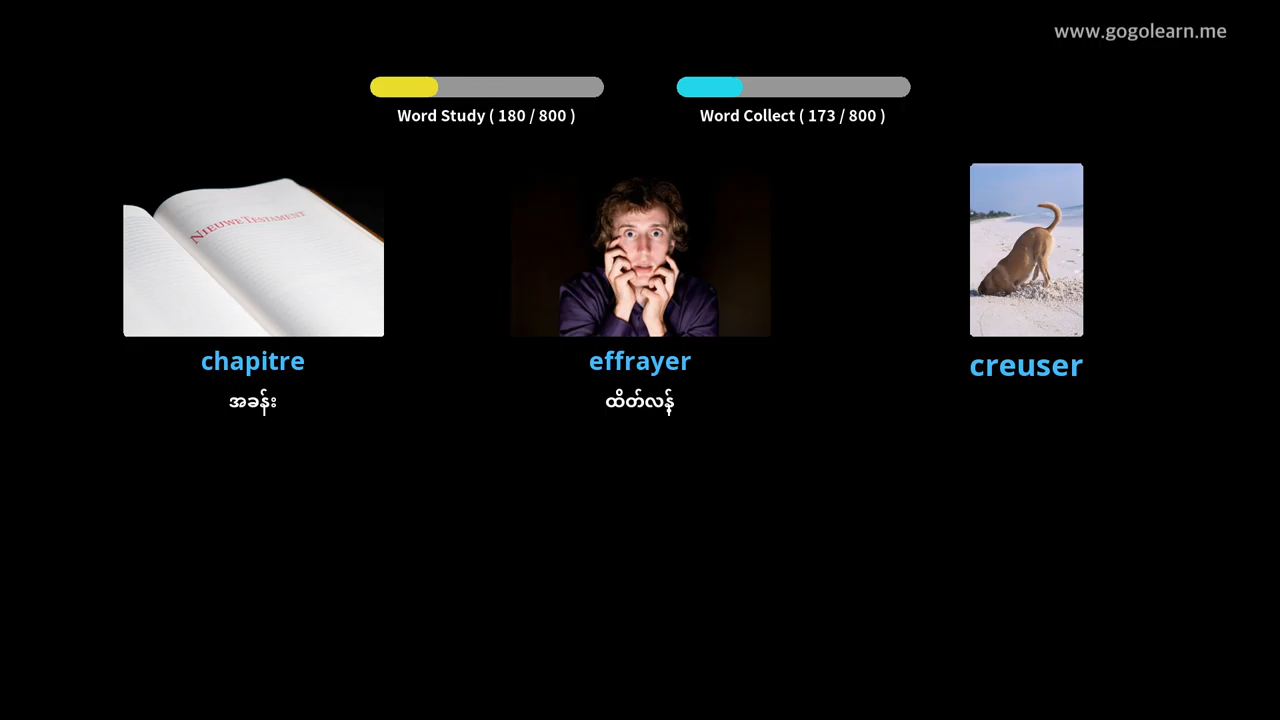 www.gogolearn.me
Word Study ( 180 / 800 )
Word Collect ( 173 / 800 )
NIEUWE TESTAMENT
chapitre
effrayer
creuser
အခန်း
ထိတ်လန့်